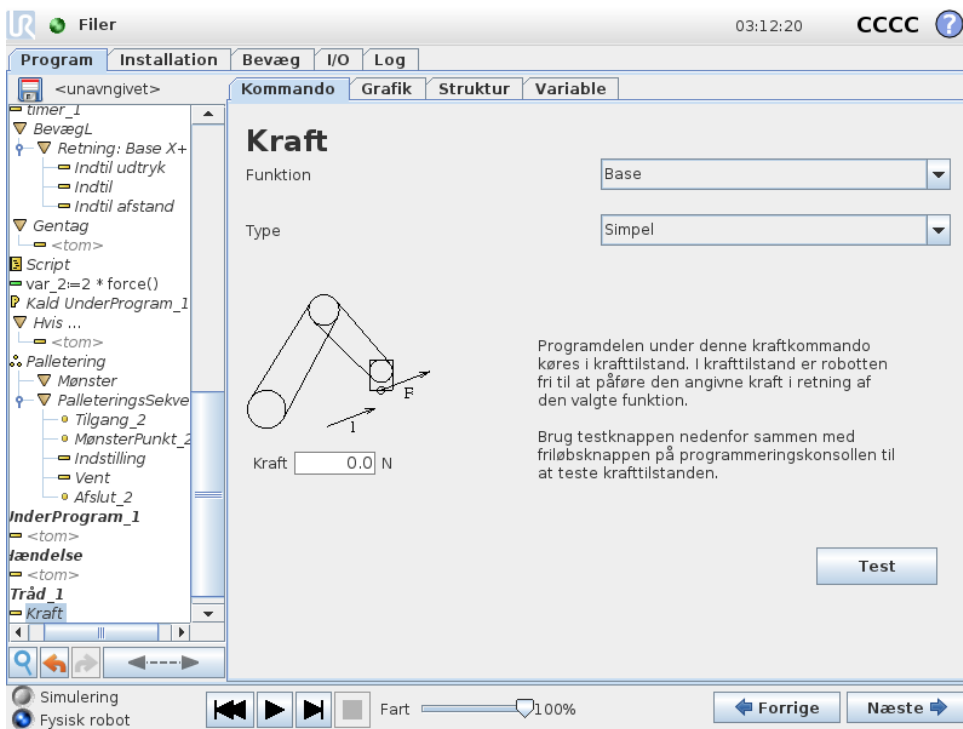 UR Filer 03:12:20 CCCC ?
Program Installation Bevæg I/O Log
<unavngivet> Kommando Grafik Struktur Variable
timer_1
BevægL
Retning: Base X+
Indtil udtryk
Indtil
Indtil afstand
Gentag
<tom>
Script
var_2:=2 * force()
Kald UnderProgram_1
Hvis ...
<tom>
Palletering
Mønster
PalleteringsSekve
Tilgang_2
MønsterPunkt_2
Indstilling
Vent
Afslut_2
UnderProgram_1
<tom>
Hændelse
<tom>
Tråd_1
Kraft
Kraft
Funktion Base
Type Simpel
F
1
Kraft 0.0 N
Programdelen under denne kraftkommando
køres i krafttilstand. I krafttilstand er robotten
fri til at påføre den angivne kraft i retning af
den valgte funktion.
Brug testknappen nedenfor sammen med
friløbsknappen på programmeringskonsollen til
at teste krafttilstanden.
Test
Simulering
Fysisk robot
Fart 100%
Forrige Næste